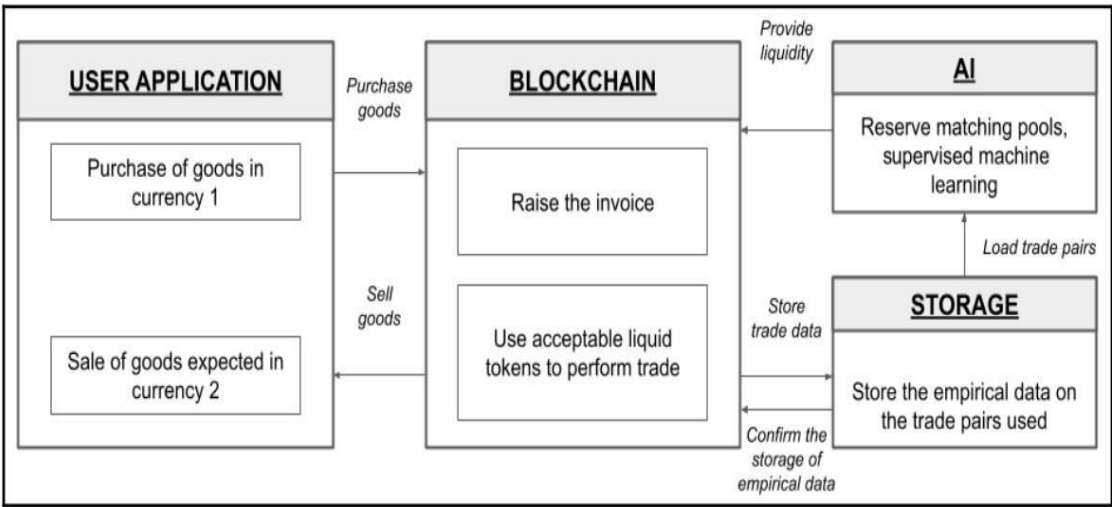 USER APPLICATION
Purchase of goods in
currency 1
Sale of goods expected in
currency 2
Purchase
goods
Sell
goods
BLOCKCHAIN
Raise the invoice
Use acceptable liquid
tokens to perform trade
Provide
liquidity
Store
trade data
Confirm the
storage of
empirical data
AI
Reserve matching pools,
supervised machine
learning
Load trade pairs
STORAGE
Store the empirical data on
the trade pairs used